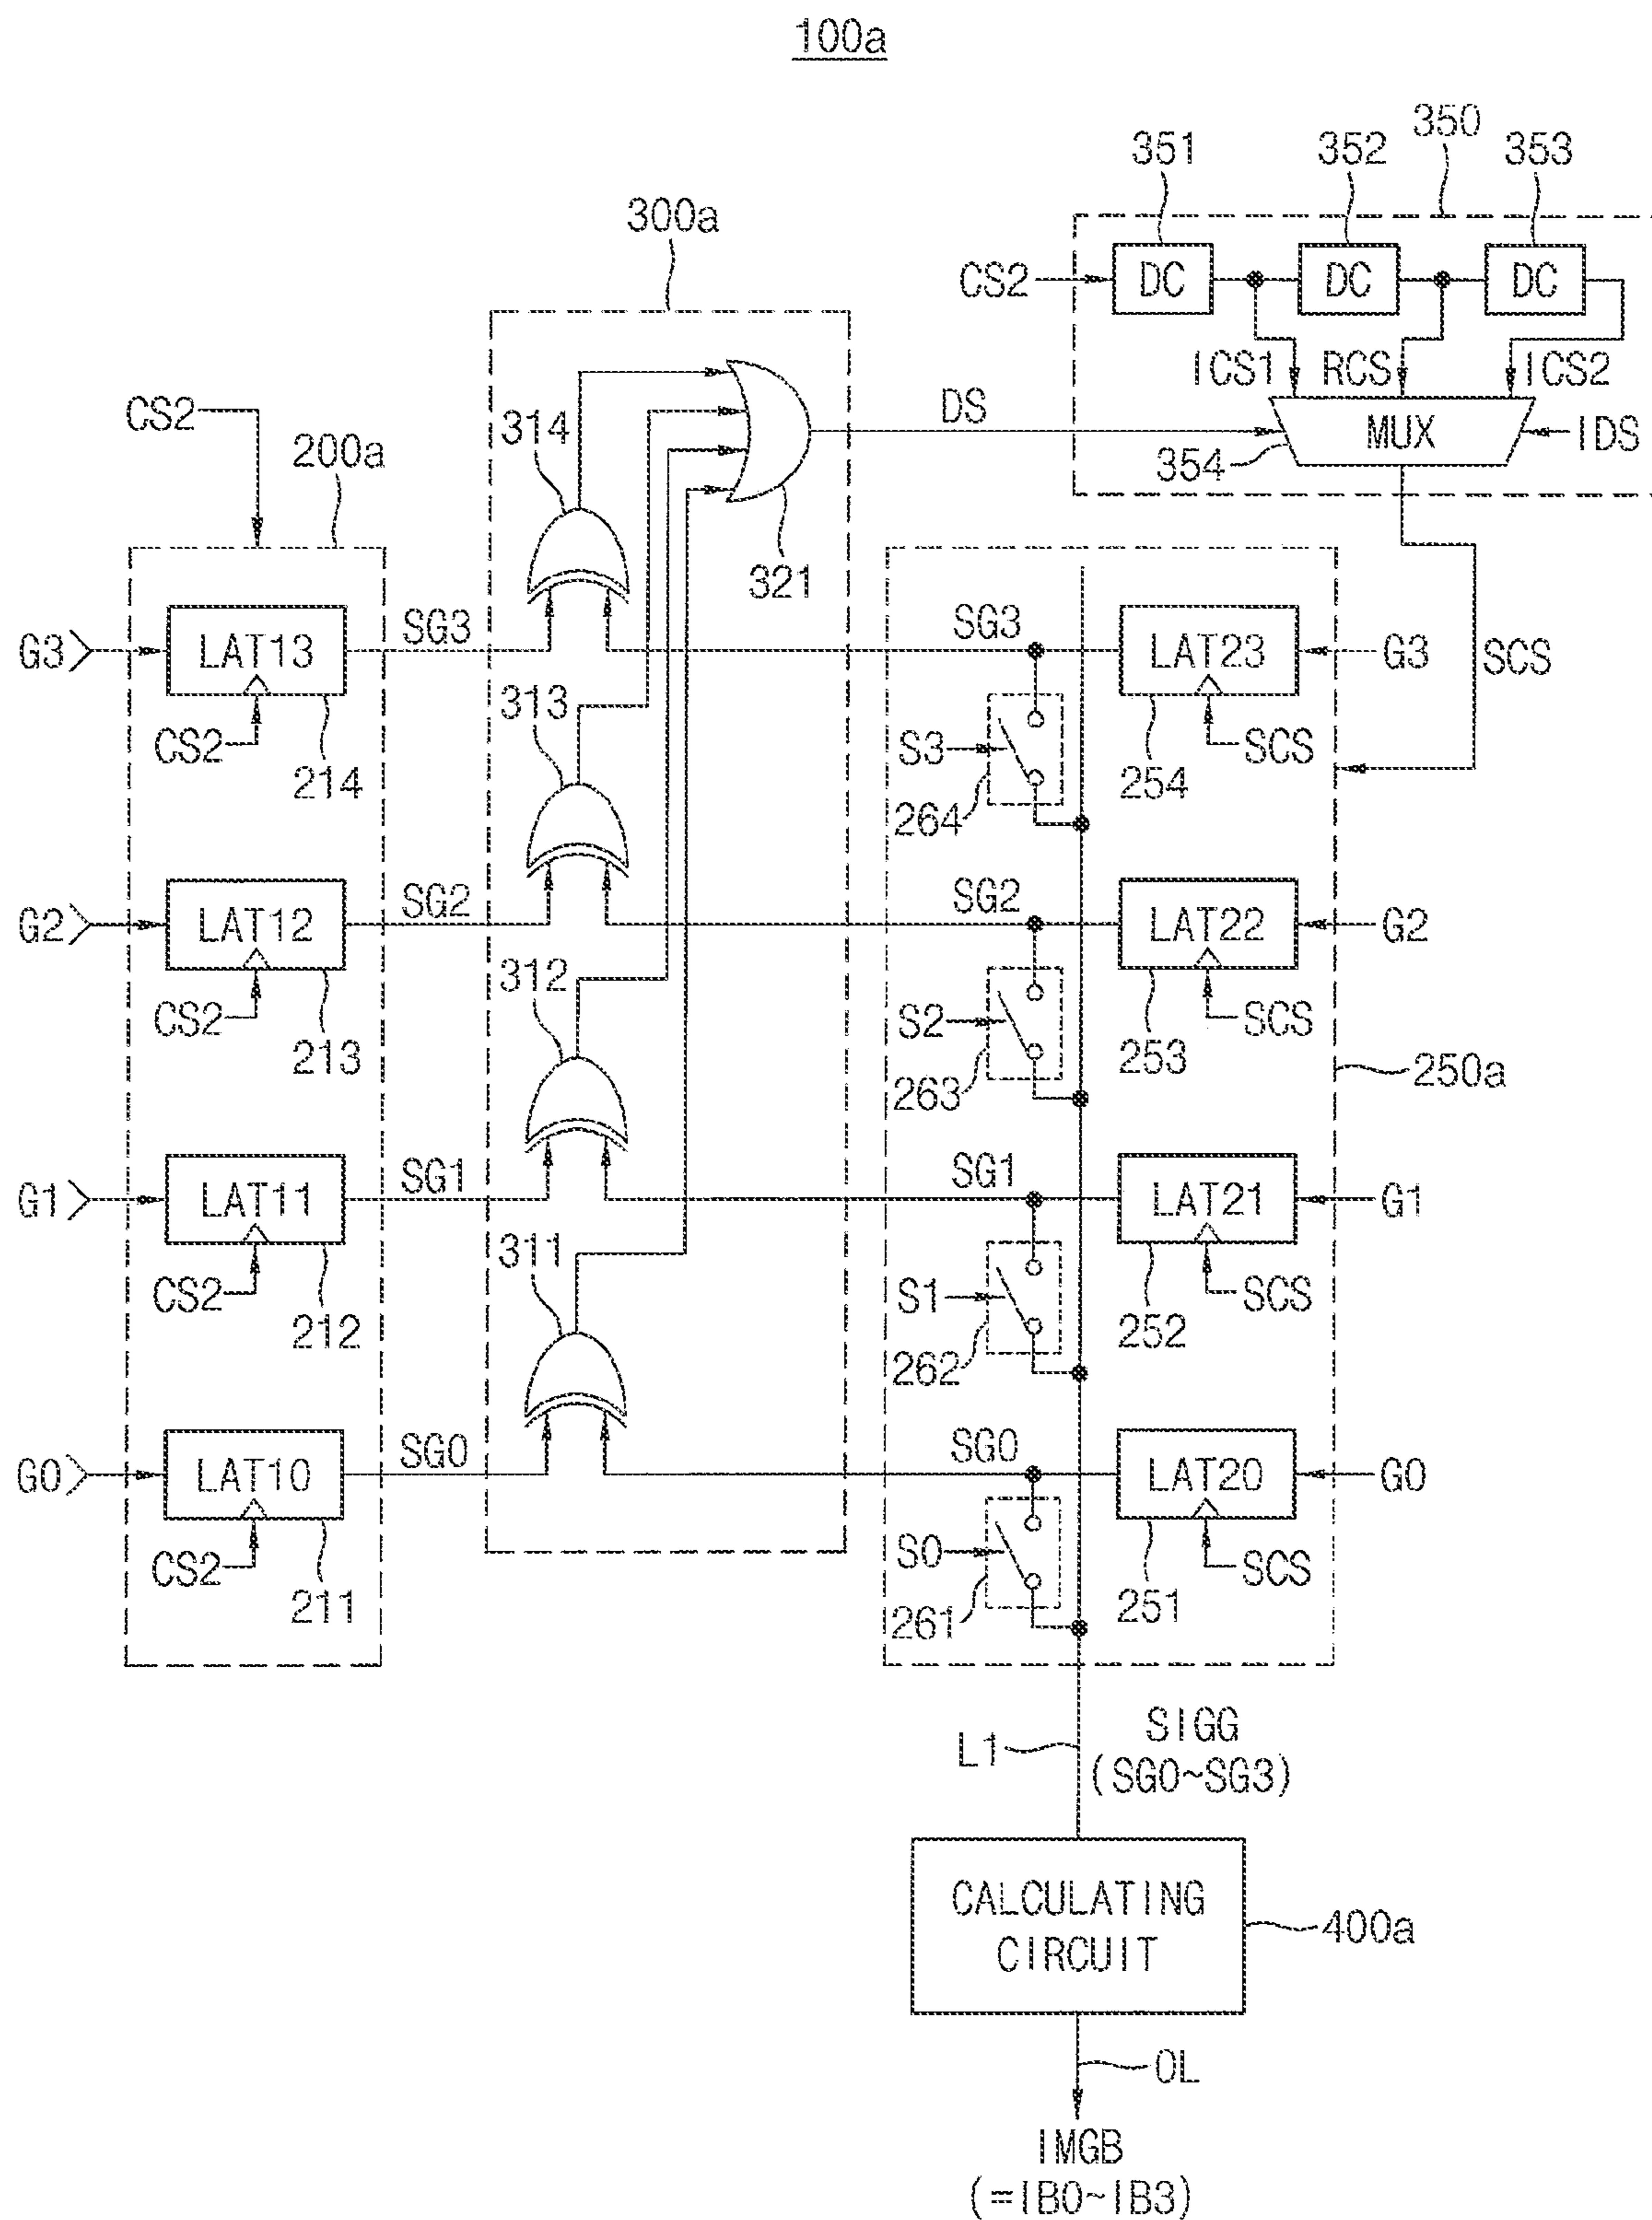 100a
350
351 352 353
300a
CS2 DC DC DC
ICS1 RCS ICS2
CS2
314
DS
MUX
IDS
354
200a
321
G3 LAT13 SG3
SG3 LAT23 G3
SCS
313
CS2
214
S3
264
SCS
254
G2 LAT12 SG2
SG2 LAT22 G2
312
CS2
213
S2
263
SCS
253
250a
G1 LAT11 SG1
SG1 LAT21 G1
311
CS2
212
S1
262
SCS
252
G0 LAT10 SG0
SG0 LAT20 G0
CS2
211
S0
261
SCS
251
L1
SIGG
(SG0~SG3)
CALCULATING
CIRCUIT
400a
OL
IMGB
(=IB0~IB3)